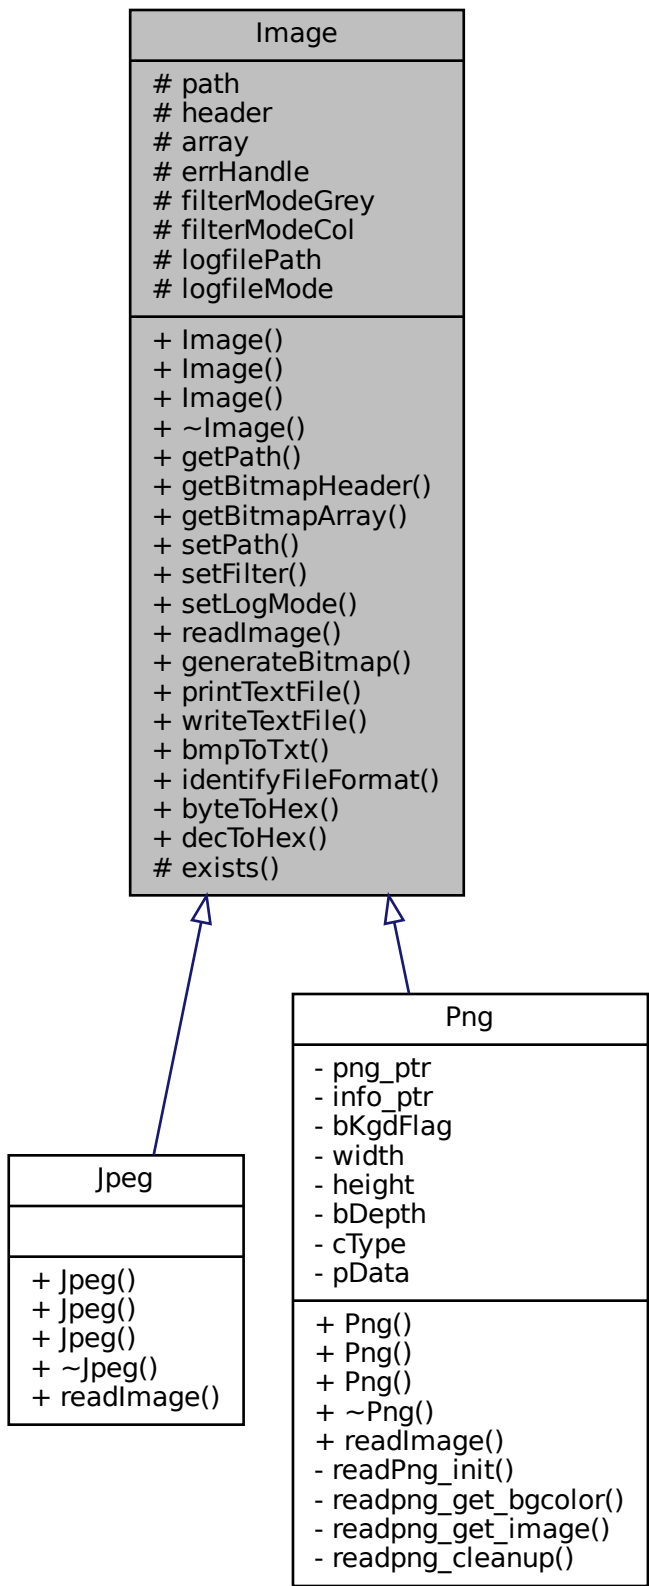 Image
# path
# header
# array
# errHandle
# filterModeGrey
# filterModeCol
# logfilePath
# logfileMode
+ Image()
+ Image()
+ Image()
+ ~Image()
+ getPath()
+ getBitmapHeader()
+ getBitmapArray()
+ setPath()
+ setFilter()
+ setLogMode()
+ readImage()
+ generateBitmap()
+ printTextFile()
+ writeTextFile()
+ bmpToTxt()
+ identifyFileFormat()
+ byteToHex()
+ decToHex()
# exists()
Jpeg
+ Jpeg()
+ Jpeg()
+ Jpeg()
+ ~Jpeg()
+ readImage()
Png
- png_ptr
- info_ptr
- bKgdFlag
- width
- height
- bDepth
- cType
- pData
+ Png()
+ Png()
+ Png()
+ ~Png()
+ readImage()
- readPng_init()
- readpng_get_bgcolor()
- readpng_get_image()
- readpng_cleanup()